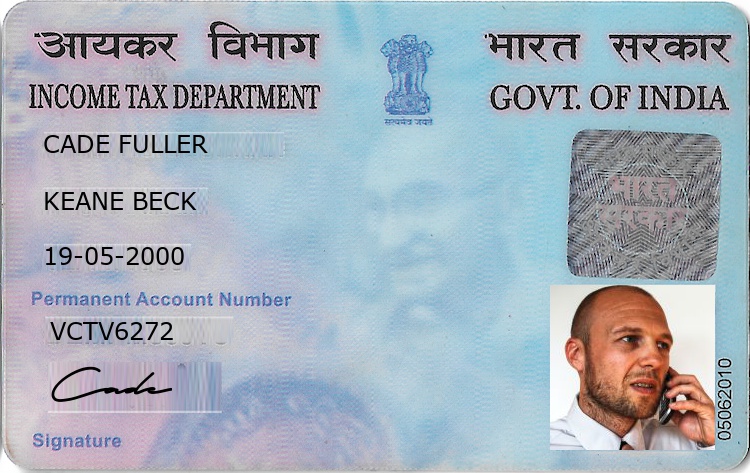 आयकर विभाग
भारत सरकार
INCOME TAX DEPARTMENT
GOVT. OF INDIA
सत्यमेव जयते
CADE FULLER
KEANE BECK
19-05-2000
Permanent Account Number
VCTV6272
Cade
Signature
भारत
सरकार
05062010